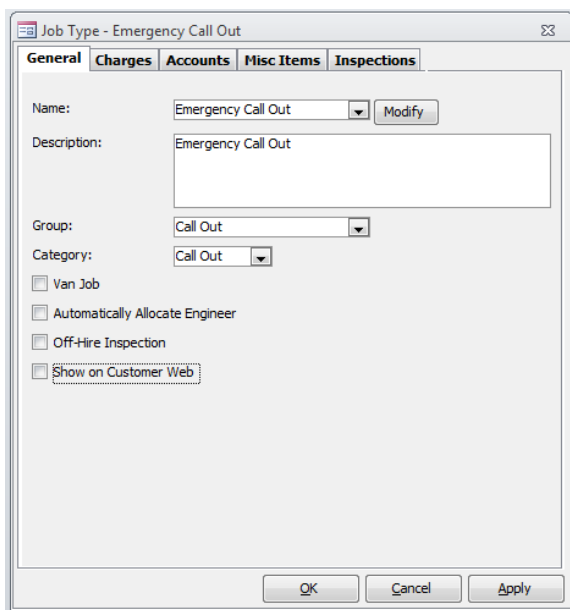 Job Type - Emergency Call Out
General Charges Accounts Misc Items Inspections
Name: Emergency Call Out Modify
Description: Emergency Call Out
Group: Call Out
Category: Call Out
Van Job
Automatically Allocate Engineer
Off-Hire Inspection
Show on Customer Web
OK Cancel Apply